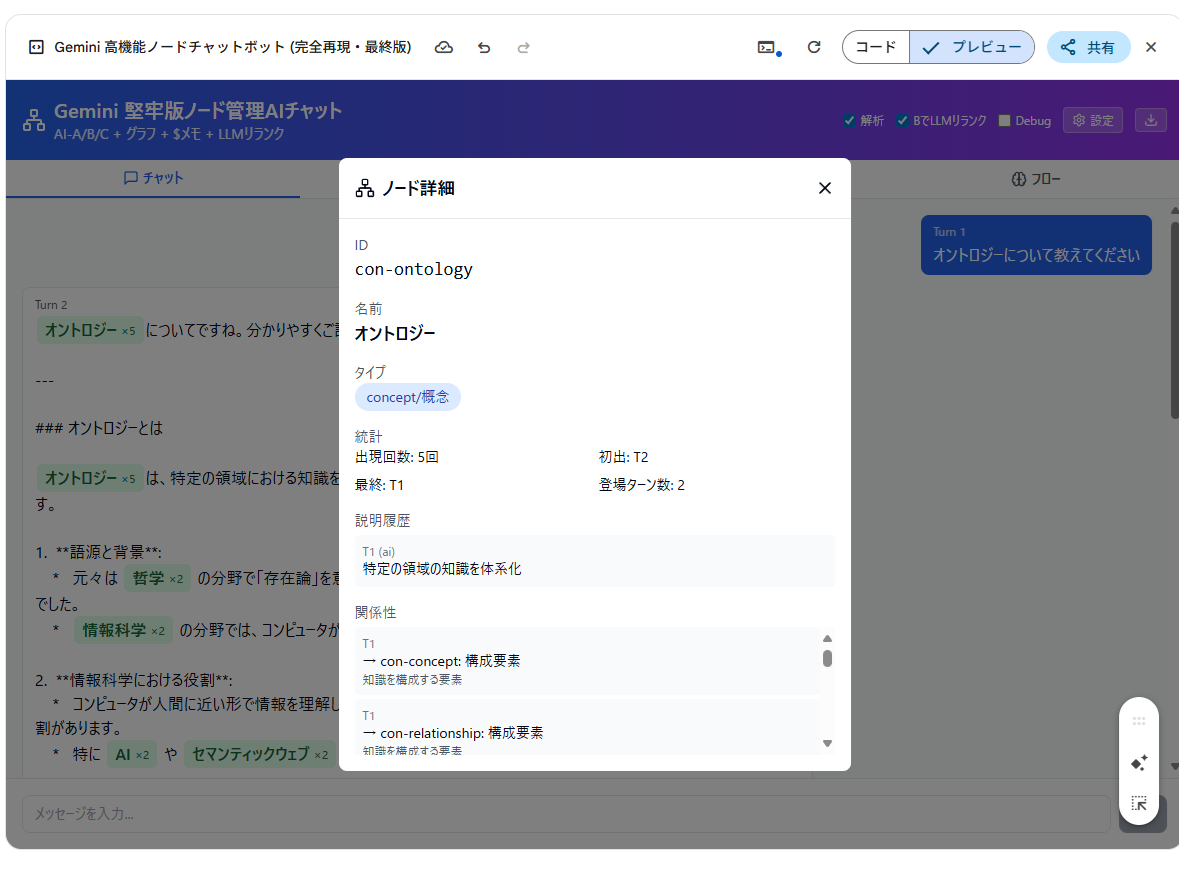 Gemini 高機能ノードチャットボット (完全再現・最終版)
コード
プレビュー
共有
Gemini 堅牢版ノード管理AIチャット
AI-A/B/C + グラフ + $メモ + LLMリランク
解析
BでLLMリランク
Debug
設定
チャット
フロー
Turn 1
オントロジーについて教えてください
Turn 2
オントロジー ×5 についてですね。分かりやすくご
---
### オントロジーとは
オントロジー ×5 は、特定の領域における知識を
す。
1. **語源と背景**:
* 元々は 哲学 ×2 の分野で「存在論」を
でした。
* 情報科学 ×2 の分野では、コンピュータが
2. **情報科学における役割**:
* コンピュータが人間に近い形で情報を理解し
割があります。
* 特に AI ×2 や セマンティックウェブ ×2
メッセージを入力...
ノード詳細
ID
con-ontology
名前
オントロジー
タイプ
concept/概念
統計
出現回数: 5回
初出: T2
最終: T1
登場ターン数: 2
説明履歴
T1 (ai)
特定の領域の知識を体系化
関係性
T1
→ con-concept: 構成要素
知識を構成する要素
T1
→ con-relationship: 構成要素
知識を構成する要素